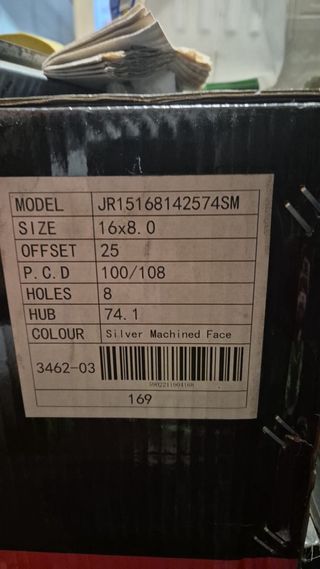 MODEL JR15168142574SM
SIZE 16x8.0
OFFSET 25
P.C.D 100/108
HOLES 8
HUB 74.1
COLOUR Silver Machined Face
3462-03
5902211904168
169